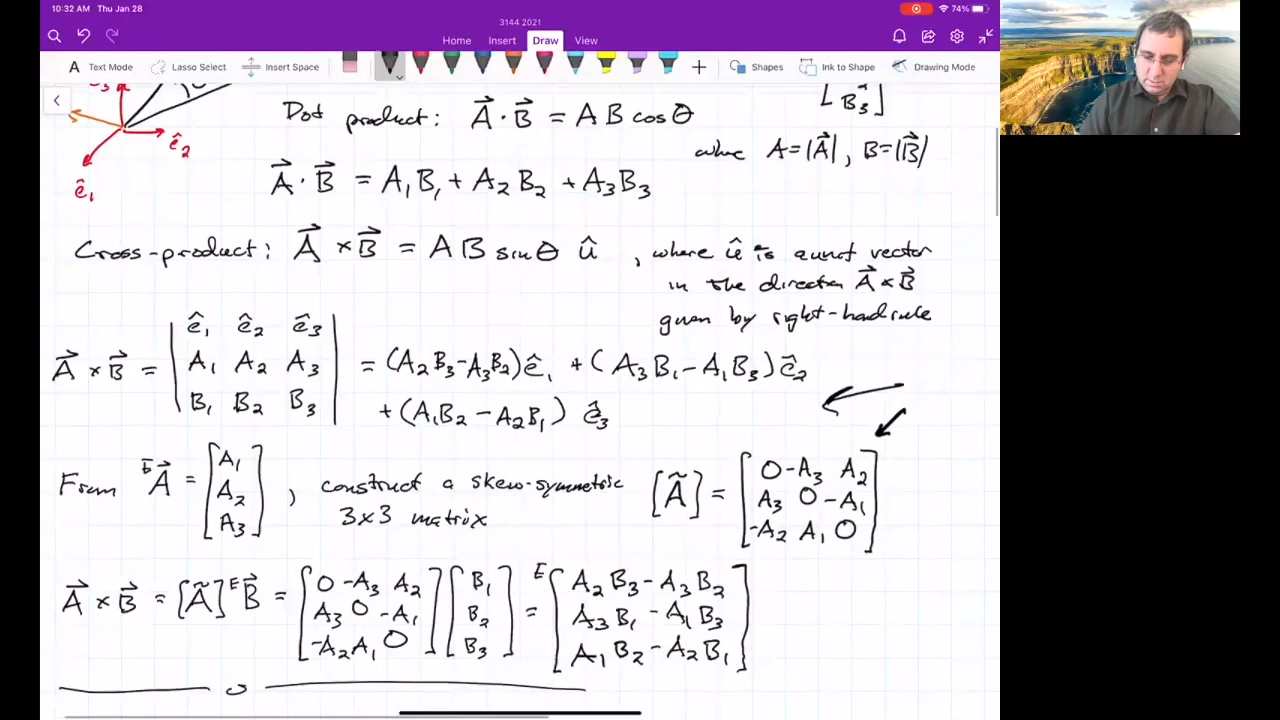 10:32 AM Thu Jan 28
74%
3144 2021
Home Insert Draw View
Text Mode Lasso Select Insert Space Shapes Ink to Shape Drawing Mode
ê₂
ê₁
Dot product: A⃗ · B⃗ = A B cos θ
B₃
where A = |A⃗|, B = |B⃗|
A⃗ · B⃗ = A₁B₁ + A₂B₂ + A₃B₃
Cross-product: A⃗ × B⃗ = A B sin θ û , where û is a unit vector
in the direction A⃗ × B⃗
given by right-hand rule
A⃗ × B⃗ = | ê₁ ê₂ ê₃
A₁ A₂ A₃
B₁ B₂ B₃ | = (A₂B₃ - A₃B₂) ê₁ + (A₃B₁ - A₁B₃) ê₂
+ (A₁B₂ - A₂B₁) ê₃
From ᴱA⃗ = [A₁
A₂
A₃] , construct a skew-symmetric
3x3 matrix
[Ã] = [0 -A₃ A₂
A₃ 0 -A₁
-A₂ A₁ 0]
A⃗ × B⃗ = [Ã] ᴱB⃗ = [0 -A₃ A₂
A₃ 0 -A₁
-A₂ A₁ 0] [B₁
B₂
B₃] = ᴱ[A₂B₃ - A₃B₂
A₃B₁ - A₁B₃
A₁B₂ - A₂B₁]